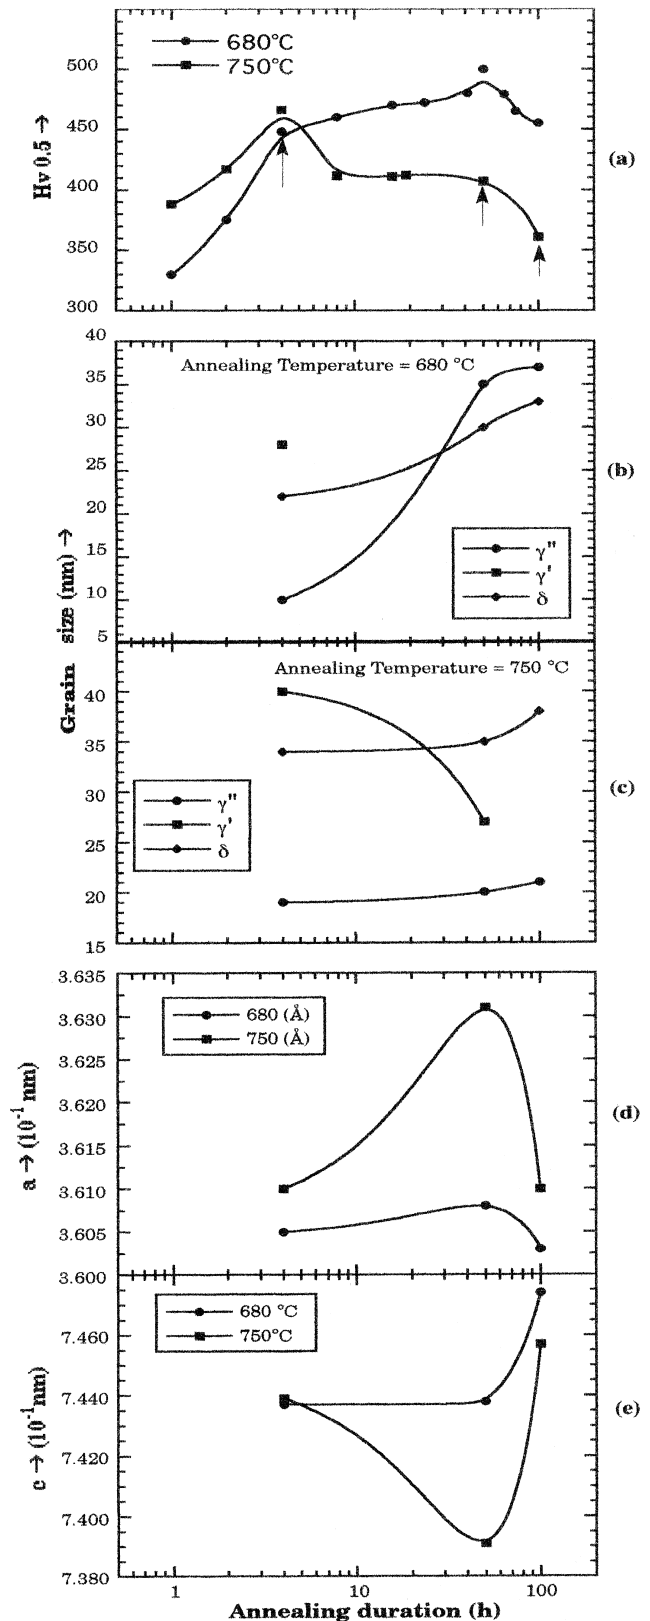 680°C
750°C
500
450
400
350
300
Hv 0.5 →
(a)
40
35
30
25
20
15
10
5
Annealing Temperature = 680 °C
γ"
γ'
δ
(b)
Grain size (nm) →
Annealing Temperature = 750 °C
40
35
30
25
20
15
γ"
γ'
δ
(c)
3.635
3.630
3.625
3.620
3.615
3.610
3.605
3.600
680 (Å)
750 (Å)
a → (10⁻¹ nm)
(d)
680 °C
750°C
7.460
7.440
7.420
7.400
7.380
c → (10⁻¹nm)
(e)
1 10 100
Annealing duration (h)